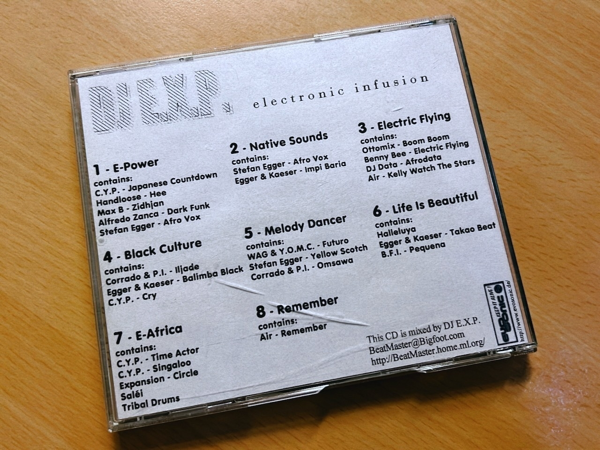 DJ E.X.P.
electronic infusion
1 - E-Power
contains:
C.Y.P. - Japanese Countdown
Handloose - Hee
Max B - Zidhjan
Alfredo Zanca - Dark Funk
Stefan Egger - Afro Vox
2 - Native Sounds
contains:
Stefan Egger - Afro Vox
Egger & Kaeser - Impi Baria
3 - Electric Flying
contains:
Ottomix - Boom Boom
Benny Bee - Electric Flying
DJ Data - Afrodata
Air - Kelly Watch The Stars
4 - Black Culture
contains:
Corrado & P.I. - Iljade
Egger & Kaeser - Balimba Black
C.Y.P. - Cry
5 - Melody Dancer
contains:
WAG & Y.O.M.C. - Futuro
Stefan Egger - Yellow Scotch
Corrado & P.I. - Omsawa
6 - Life Is Beautiful
contains:
Halleluya
Egger & Kaeser - Takao Beat
B.F.I. - Pequena
7 - E-Africa
contains:
C.Y.P. - Time Actor
C.Y.P. - Singaloo
Expansion - Circle
Saléi
Tribal Drums
8 - Remember
contains:
Air - Remember
This CD is mixed by DJ E.X.P.
BeatMaster@Bigfoot.com
http://BeatMaster.home.ml.org/